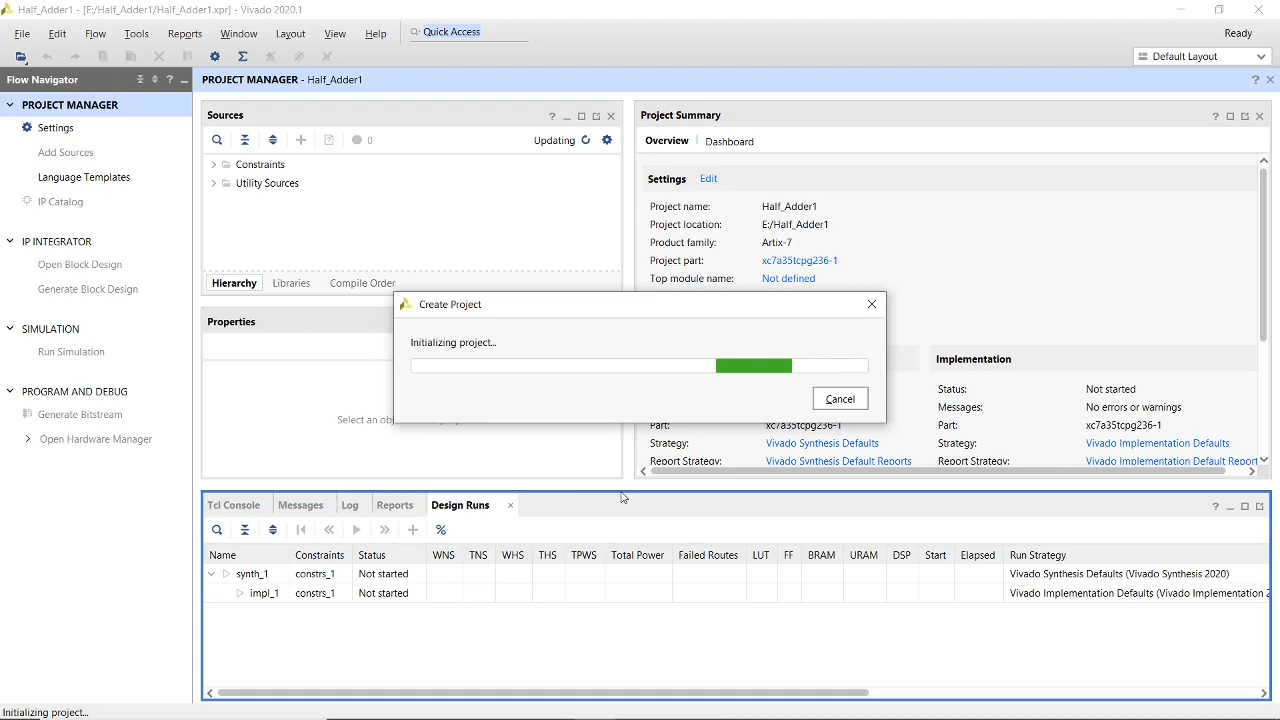 Half_Adder1 - [E:/Half_Adder1/Half_Adder1.xpr] - Vivado 2020.1
File Edit Flow Tools Reports Window Layout View Help Quick Access Ready
Default Layout
Flow Navigator
PROJECT MANAGER - Half_Adder1
PROJECT MANAGER
Settings
Add Sources
Language Templates
IP Catalog
IP INTEGRATOR
Open Block Design
Generate Block Design
SIMULATION
Run Simulation
PROGRAM AND DEBUG
Generate Bitstream
Open Hardware Manager
Sources
0 Updating
Constraints
Utility Sources
Hierarchy Libraries Compile Order
Properties
Project Summary
Overview Dashboard
Settings Edit
Project name: Half_Adder1
Project location: E:/Half_Adder1
Product family: Artix-7
Project part: xc7a35tcpg236-1
Top module name: Not defined
Create Project
Initializing project...
Cancel
Implementation
Status: Not started
Messages: No errors or warnings
Part: xc7a35tcpg236-1 Part: xc7a35tcpg236-1
Strategy: Vivado Synthesis Defaults Strategy: Vivado Implementation Defaults
Report Strategy: Vivado Synthesis Default Reports Report Strategy: Vivado Implementation Default Report
Tcl Console Messages Log Reports Design Runs
Name Constraints Status WNS TNS WHS THS TPWS Total Power Failed Routes LUT FF BRAM URAM DSP Start Elapsed Run Strategy
synth_1 constrs_1 Not started Vivado Synthesis Defaults (Vivado Synthesis 2020)
impl_1 constrs_1 Not started Vivado Implementation Defaults (Vivado Implementation 2
Initializing project...